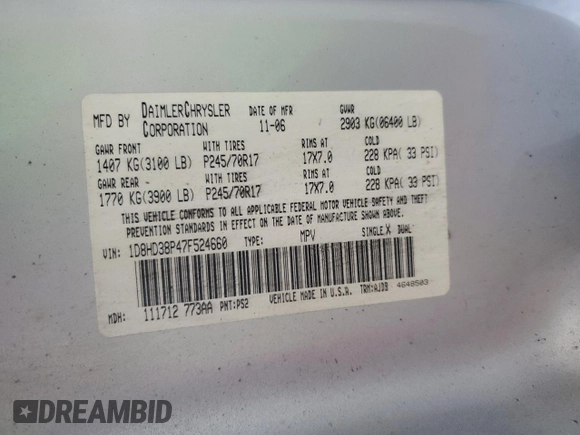 MFD BY DAIMLERCHRYSLER CORPORATION DATE OF MFR 11-06 GVWR 2903 KG(06400 LB)
GAWR FRONT WITH TIRES RIMS AT COLD
1407 KG(3100 LB) P245/70R17 17X7.0 228 KPA( 33 PSI)
GAWR REAR WITH TIRES RIMS AT COLD
1770 KG(3900 LB) P245/70R17 17X7.0 228 KPA( 33 PSI)
THIS VEHICLE CONFORMS TO ALL APPLICABLE FEDERAL MOTOR VEHICLE SAFETY AND THEFT
PREVENTION STANDARDS IN EFFECT ON THE DATE OF MANUFACTURE SHOWN ABOVE.
VIN: 1D8HD38P47F524660 TYPE: MPV SINGLE X DUAL
MDH: 111712 773AA PNT:PS2 VEHICLE MADE IN U.S.A. TRM:AJDB 4648503
DREAMBID